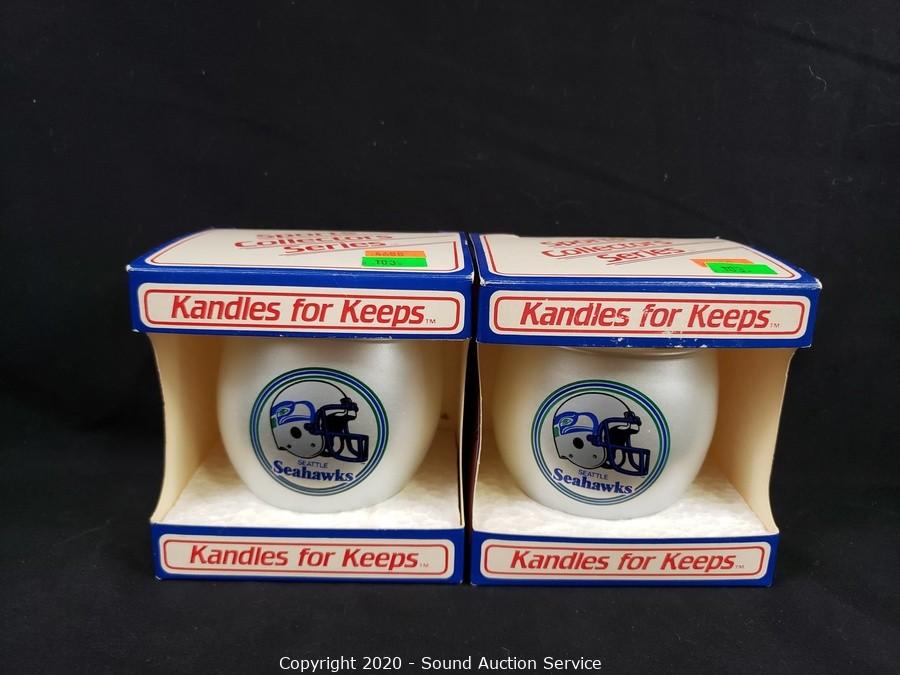 Sports
Collectors
Series
Kandles for Keeps™
SEATTLE
Seahawks
Kandles for Keeps™
Sports
Collectors
Series
Kandles for Keeps™
SEATTLE
Seahawks
Kandles for Keeps™
Copyright 2020 - Sound Auction Service